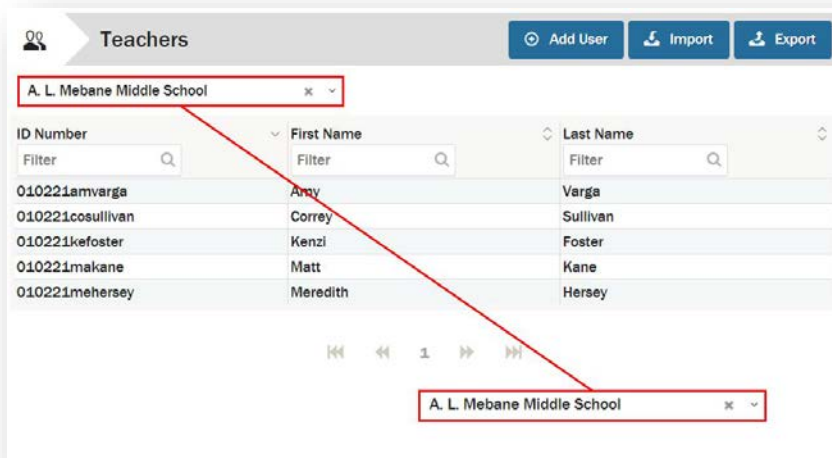 Teachers Add User Import Export
A. L. Mebane Middle School
ID Number First Name Last Name
Filter Filter Filter
010221amvarga Amy Varga
010221cosullivan Correy Sullivan
010221kefoster Kenzi Foster
010221makane Matt Kane
010221mehersey Meredith Hersey
1
A. L. Mebane Middle School